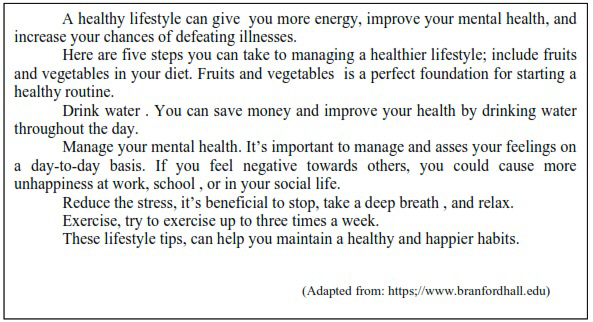 A healthy lifestyle can give you more energy, improve your mental health, and
increase your chances of defeating illnesses.
Here are five steps you can take to managing a healthier lifestyle; include fruits
and vegetables in your diet. Fruits and vegetables is a perfect foundation for starting a
healthy routine.
Drink water . You can save money and improve your health by drinking water
throughout the day.
Manage your mental health. It's important to manage and asses your feelings on
a day-to-day basis. If you feel negative towards others, you could cause more
unhappiness at work, school , or in your social life.
Reduce the stress, it's beneficial to stop, take a deep breath , and relax.
Exercise, try to exercise up to three times a week.
These lifestyle tips, can help you maintain a healthy and happier habits.
(Adapted from: https;//www.branfordhall.edu)